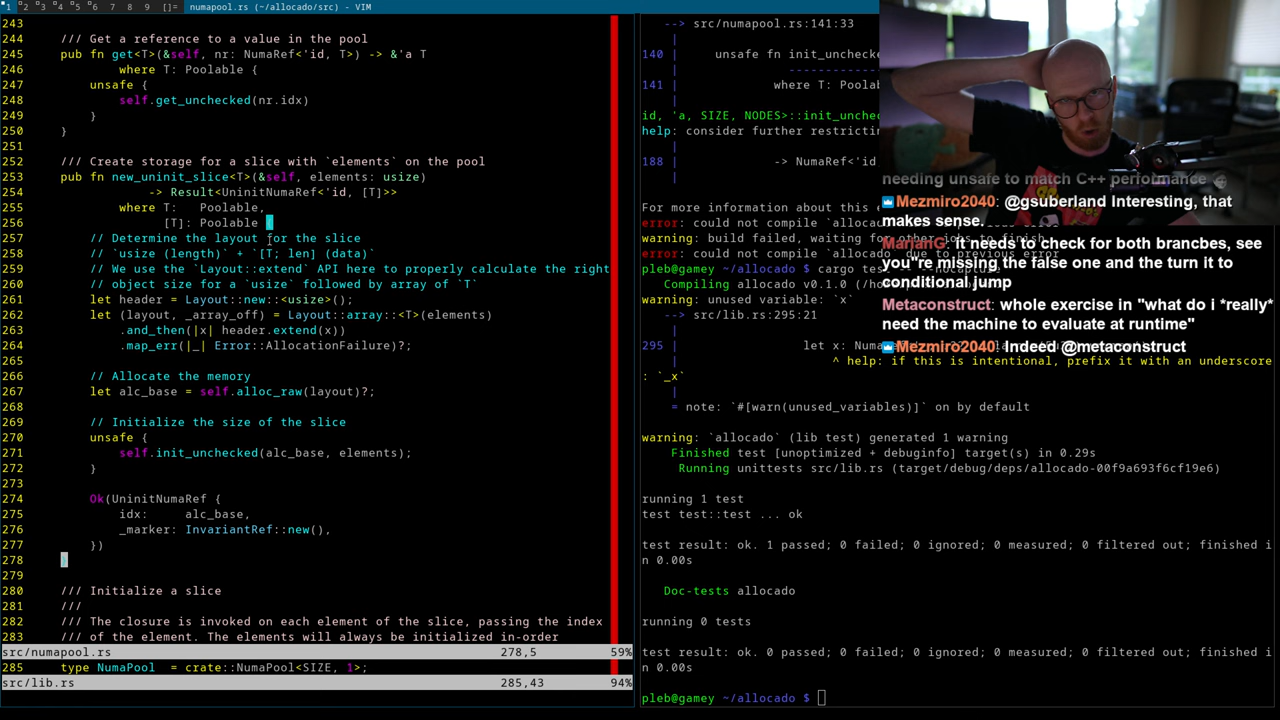 1 2 3 4 5 6 7 8 9 []= numapool.rs (~/allocado/src) - VIM
243
244 /// Get a reference to a value in the pool
245 pub fn get<T>(&self, nr: NumaRef<'id, T>) -> &'a T
246 where T: Poolable {
247 unsafe {
248 self.get_unchecked(nr.idx)
249 }
250 }
251
252 /// Create storage for a slice with `elements` on the pool
253 pub fn new_uninit_slice<T>(&self, elements: usize)
254 -> Result<UninitNumaRef<'id, [T]>>
255 where T: Poolable,
256 [T]: Poolable {
257 // Determine the layout for the slice
258 // `usize (length)` + `[T; len] (data)`
259 // We use the `Layout::extend` API here to properly calculate the right
260 // object size for a `usize` followed by array of `T`
261 let header = Layout::new::<usize>();
262 let (layout, _array_off) = Layout::array::<T>(elements)
263 .and_then(|x| header.extend(x))
264 .map_err(|_| Error::AllocationFailure)?;
265
266 // Allocate the memory
267 let alc_base = self.alloc_raw(layout)?;
268
269 // Initialize the size of the slice
270 unsafe {
271 self.init_unchecked(alc_base, elements);
272 }
273
274 Ok(UninitNumaRef {
275 idx: alc_base,
276 _marker: InvariantRef::new(),
277 })
278 }
279
280 /// Initialize a slice
281 ///
282 /// The closure is invoked on each element of the slice, passing the index
283 /// of the element. The elements will always be initialized in-order
src/numapool.rs 278,5 59%
285 type NumaPool = crate::NumaPool<SIZE, 1>;
src/lib.rs 285,43 94%
--> src/numapool.rs:141:33
|
140 | unsafe fn init_unchecke
| ----------
141 | where T: Poolab
|
id, 'a, SIZE, NODES>::init_unchec
help: consider further restrictin
|
188 | -> NumaRef<'id
|
For more information about this e
error: could not compile `allocad
warning: build failed, waiting for other jobs to finish
error: could not compile `allocado` due to previous error
pleb@gamey ~/allocado $ cargo test -- --nocapture
Compiling allocado v0.1.0 (/ho
warning: unused variable: `x`
--> src/lib.rs:295:21
|
295 | let x: Numa
| ^ help: if this is intentional, prefix it with an underscore
: `_x`
|
= note: `#[warn(unused_variables)]` on by default
warning: `allocado` (lib test) generated 1 warning
Finished test [unoptimized + debuginfo] target(s) in 0.29s
Running unittests src/lib.rs (target/debug/deps/allocado-00f9a693f6cf19e6)
running 1 test
test test::test ... ok
test result: ok. 1 passed; 0 failed; 0 ignored; 0 measured; 0 filtered out; finished i
n 0.00s
Doc-tests allocado
running 0 tests
test result: ok. 0 passed; 0 failed; 0 ignored; 0 measured; 0 filtered out; finished i
n 0.00s
pleb@gamey ~/allocado $
needing unsafe to match C++ performance
Mezmiro2040: @gsuberland Interesting, that
makes sense.
MarjanG: it needs to check for both brancbes, see
you"re missing the false one and the turn it to
conditional jump
Metaconstruct: whole exercise in "what do i *really*
need the machine to evaluate at runtime"
Mezmiro2040: Indeed @metaconstruct